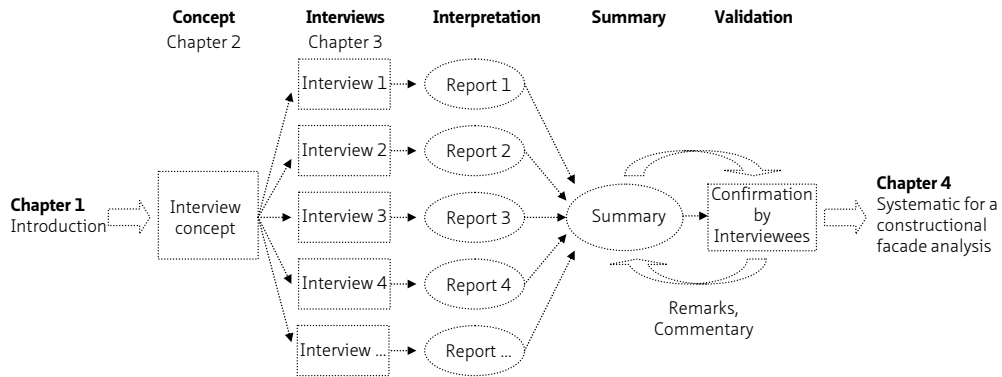 Concept
Chapter 2
Interviews
Chapter 3
Interpretation
Summary
Validation
Chapter 1
Introduction
Interview
concept
Interview 1
Interview 2
Interview 3
Interview 4
Interview ...
Report 1
Report 2
Report 3
Report 4
Report ...
Summary
Confirmation
by
Interviewees
Remarks,
Commentary
Chapter 4
Systematic for a
constructional
facade analysis